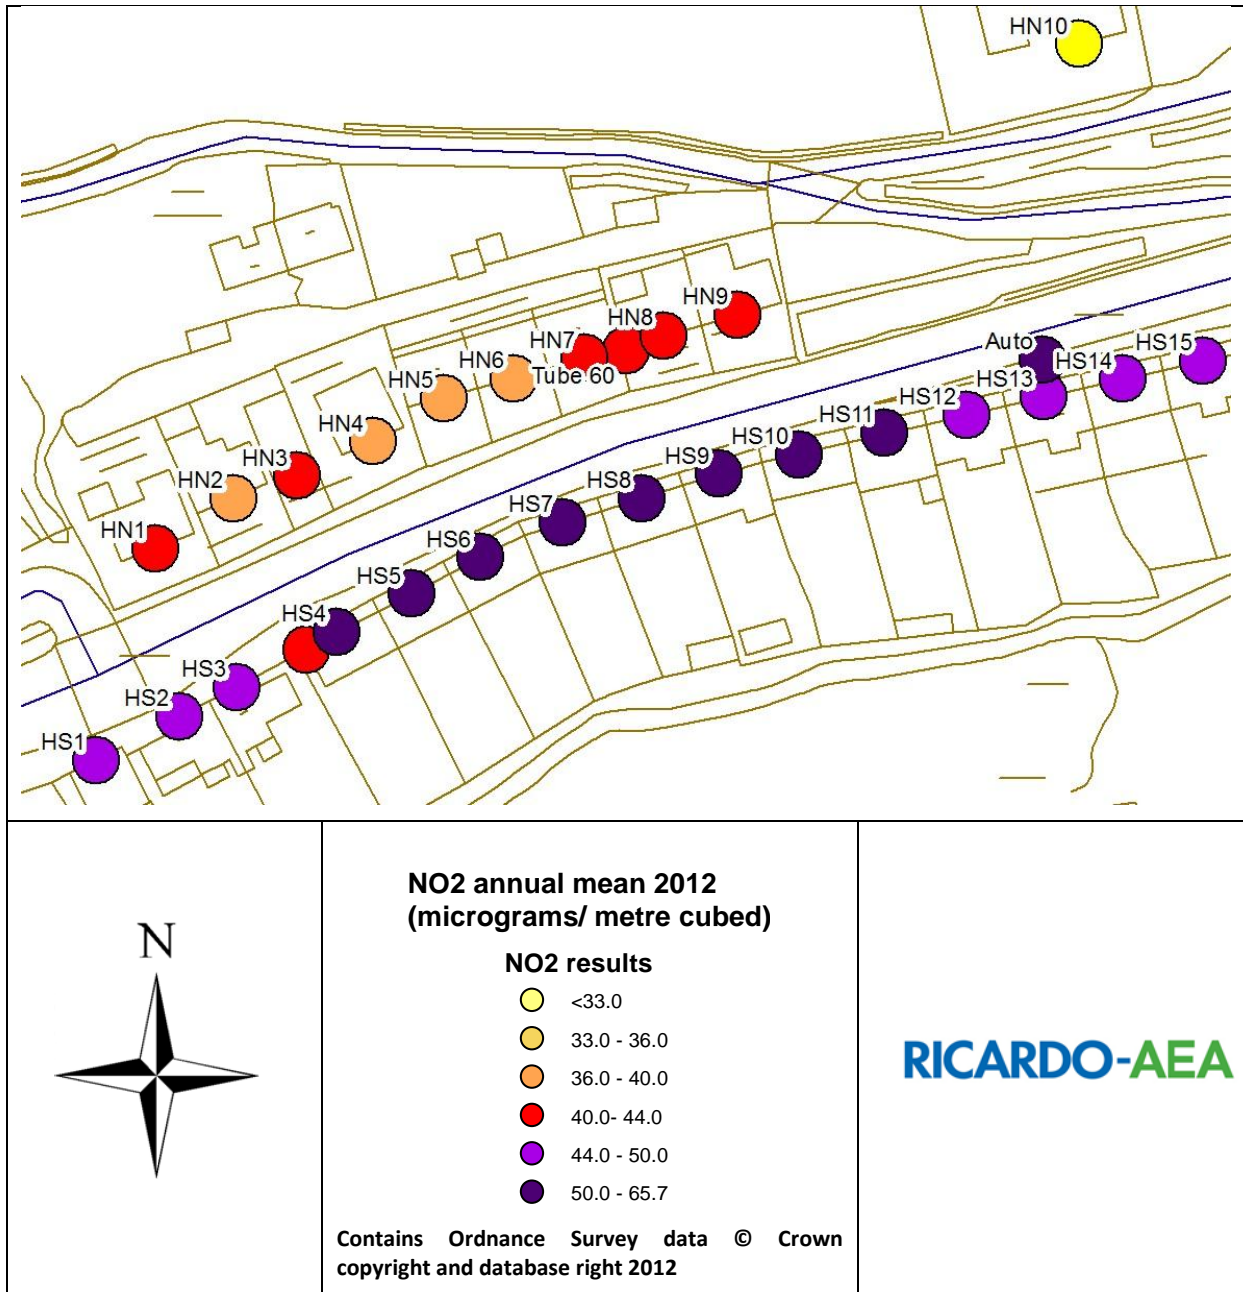 HN10
HN9
HN8
HN7
Tube 60
HN6
HN5
HN4
HN3
HN2
HN1
Auto
HS15
HS14
HS13
HS12
HS11
HS10
HS9
HS8
HS7
HS6
HS5
HS4
HS3
HS2
HS1
N
NO2 annual mean 2012
(micrograms/ metre cubed)
NO2 results
<33.0
33.0 - 36.0
36.0 - 40.0
40.0- 44.0
44.0 - 50.0
50.0 - 65.7
Contains Ordnance Survey data © Crown
copyright and database right 2012
RICARDO-AEA